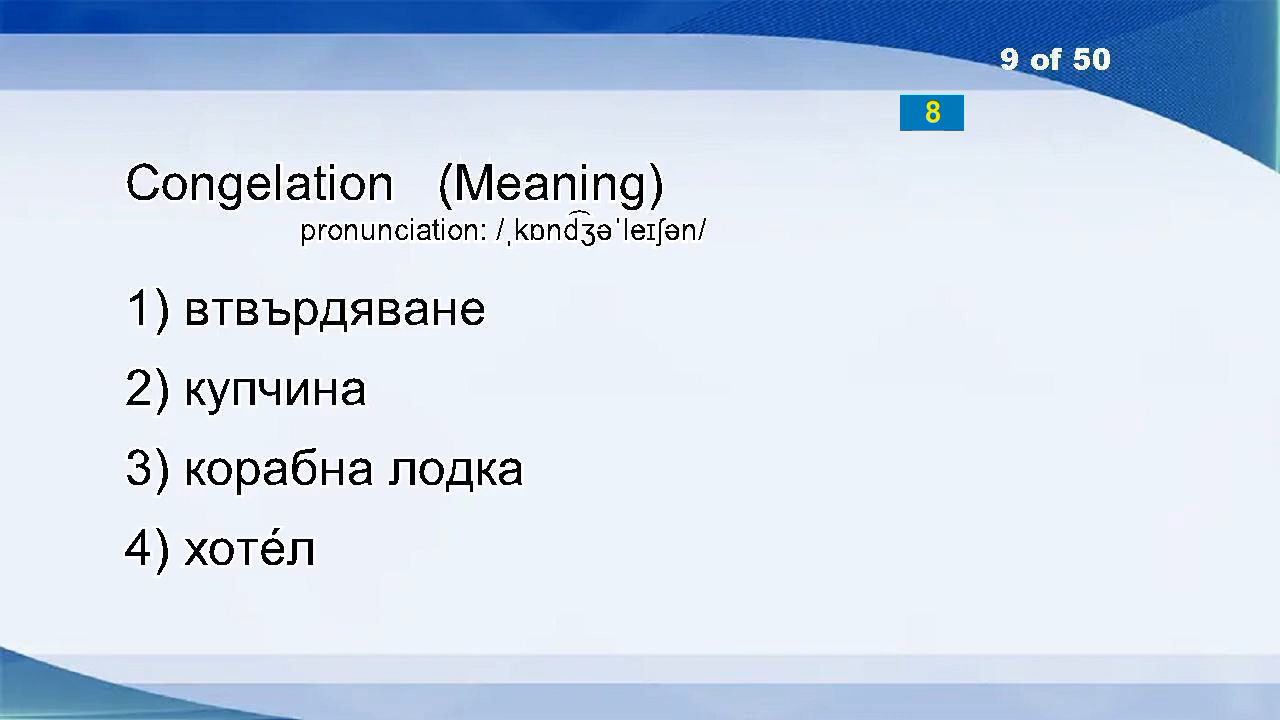 9 of 50
8
Congelation (Meaning)
pronunciation: /ˌkɒnd͡ʒəˈleɪʃən/
1) втвърдяване
2) купчина
3) корабна лодка
4) хоте́л